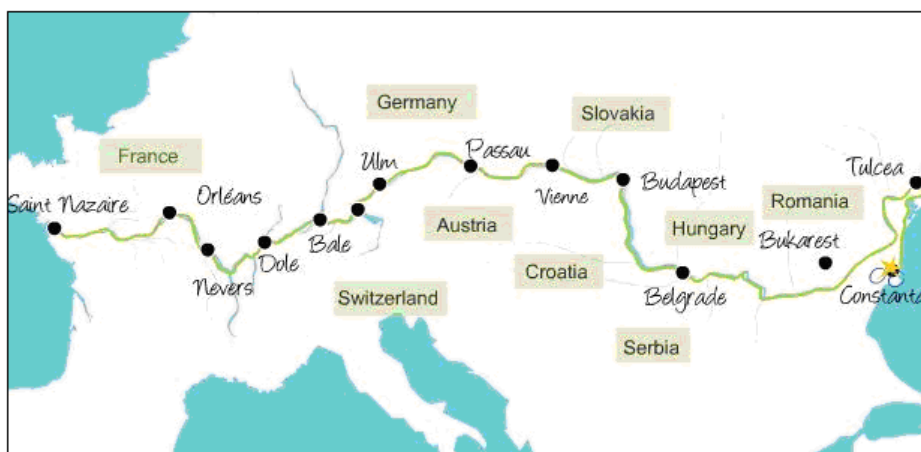 Germany
Slovakia
France
Ulm
Passau
Tulcea
Saint Nazaire
Orléans
Vienne
Budapest
Romania
Bale
Austria
Hungary
Bukarest
Nevers
Dole
Croatia
Switzerland
Belgrade
Constanta
Serbia